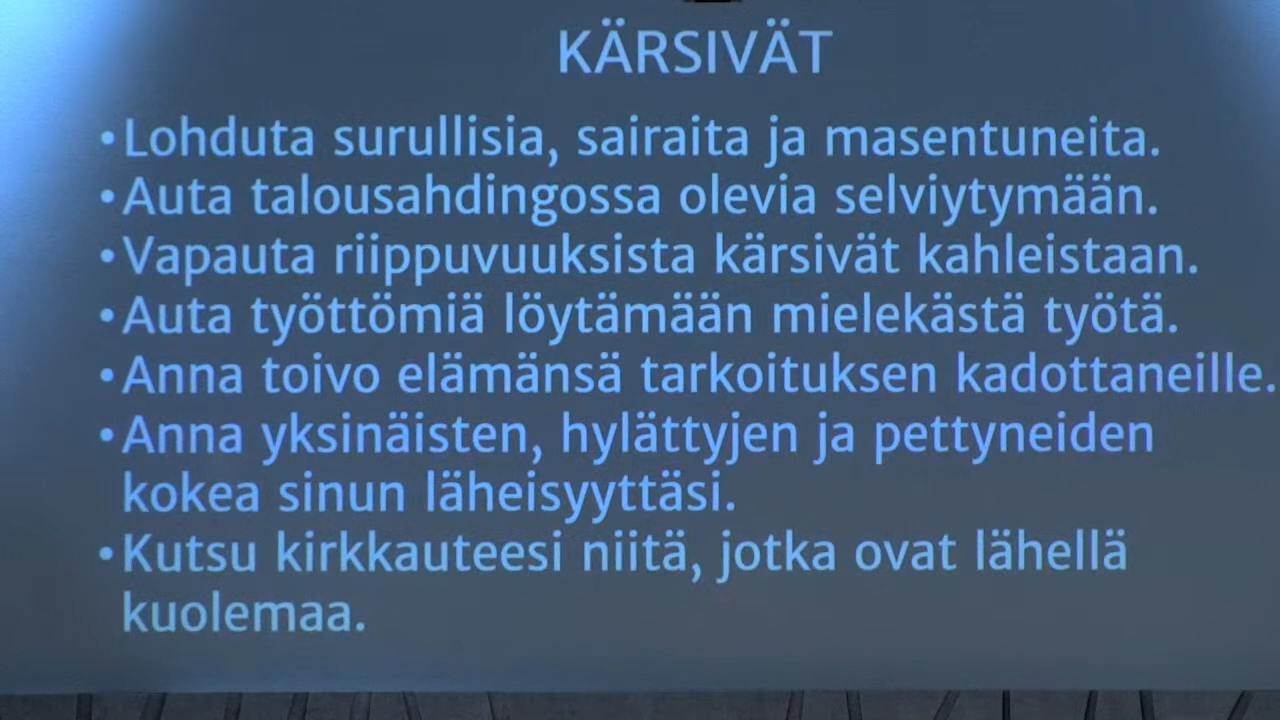 KÄRSIVÄT
•Lohduta surullisia, sairaita ja masentuneita.
•Auta talousahdingossa olevia selviytymään.
•Vapauta riippuvuuksista kärsivät kahleistaan.
•Auta työttömiä löytämään mielekästä työtä.
•Anna toivo elämänsä tarkoituksen kadottaneille.
•Anna yksinäisten, hylättyjen ja pettyneiden
kokea sinun läheisyyttäsi.
•Kutsu kirkkauteesi niitä, jotka ovat lähellä
kuolemaa.